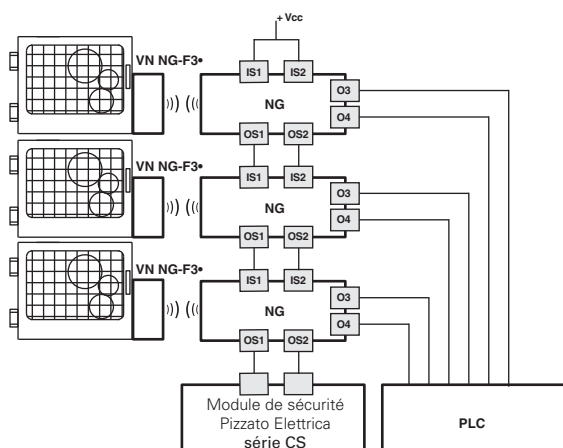 + Vcc
VN NG-F3•
IS1 IS2
O3
NG
O4
OS1 OS2
VN NG-F3•
IS1 IS2
O3
NG
O4
OS1 OS2
VN NG-F3•
IS1 IS2
O3
NG
O4
OS1 OS2
Module de sécurité
Pizzato Elettrica
série CS
PLC